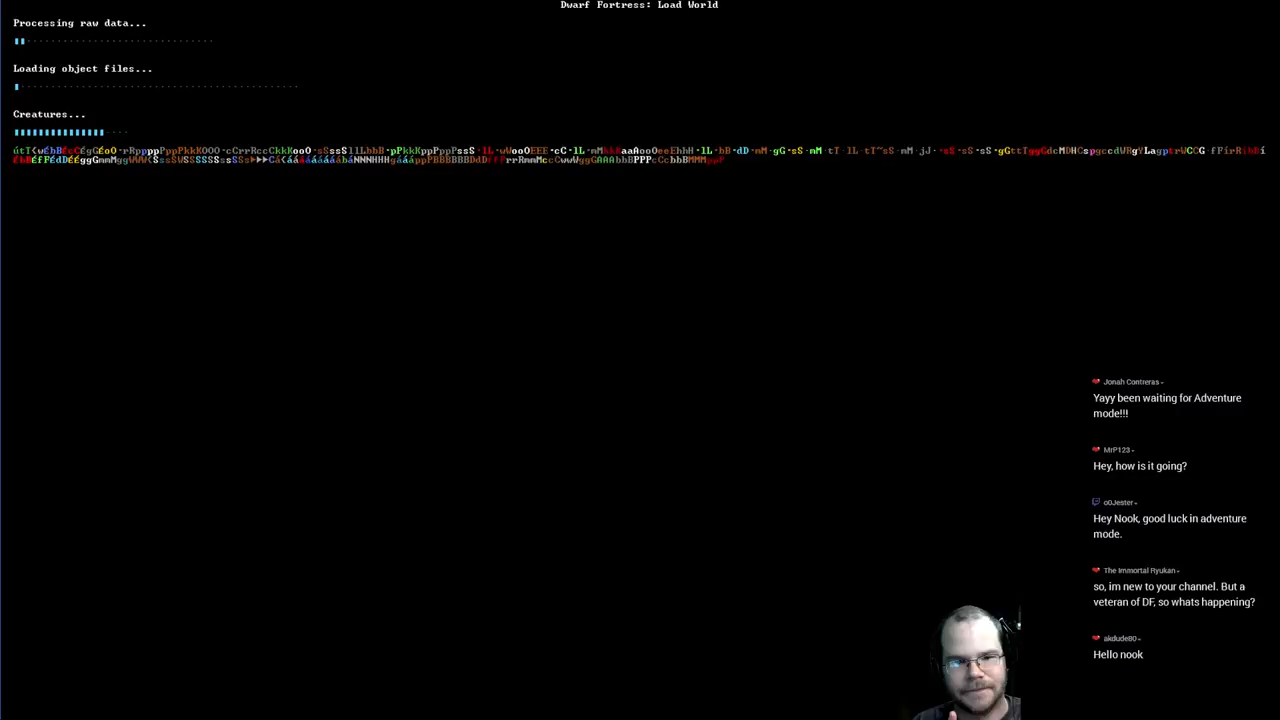 Dwarf Fortress: Load World
Processing raw data...
Loading object files...
Creatures...
Jonah Contreras
Yayy been waiting for Adventure
mode!!!
MrP123
Hey, how is it going?
o0Jester
Hey Nook, good luck in adventure
mode.
The Immortal Ryukan
so, im new to your channel. But a
veteran of DF, so whats happening?
akdude80
Hello nook